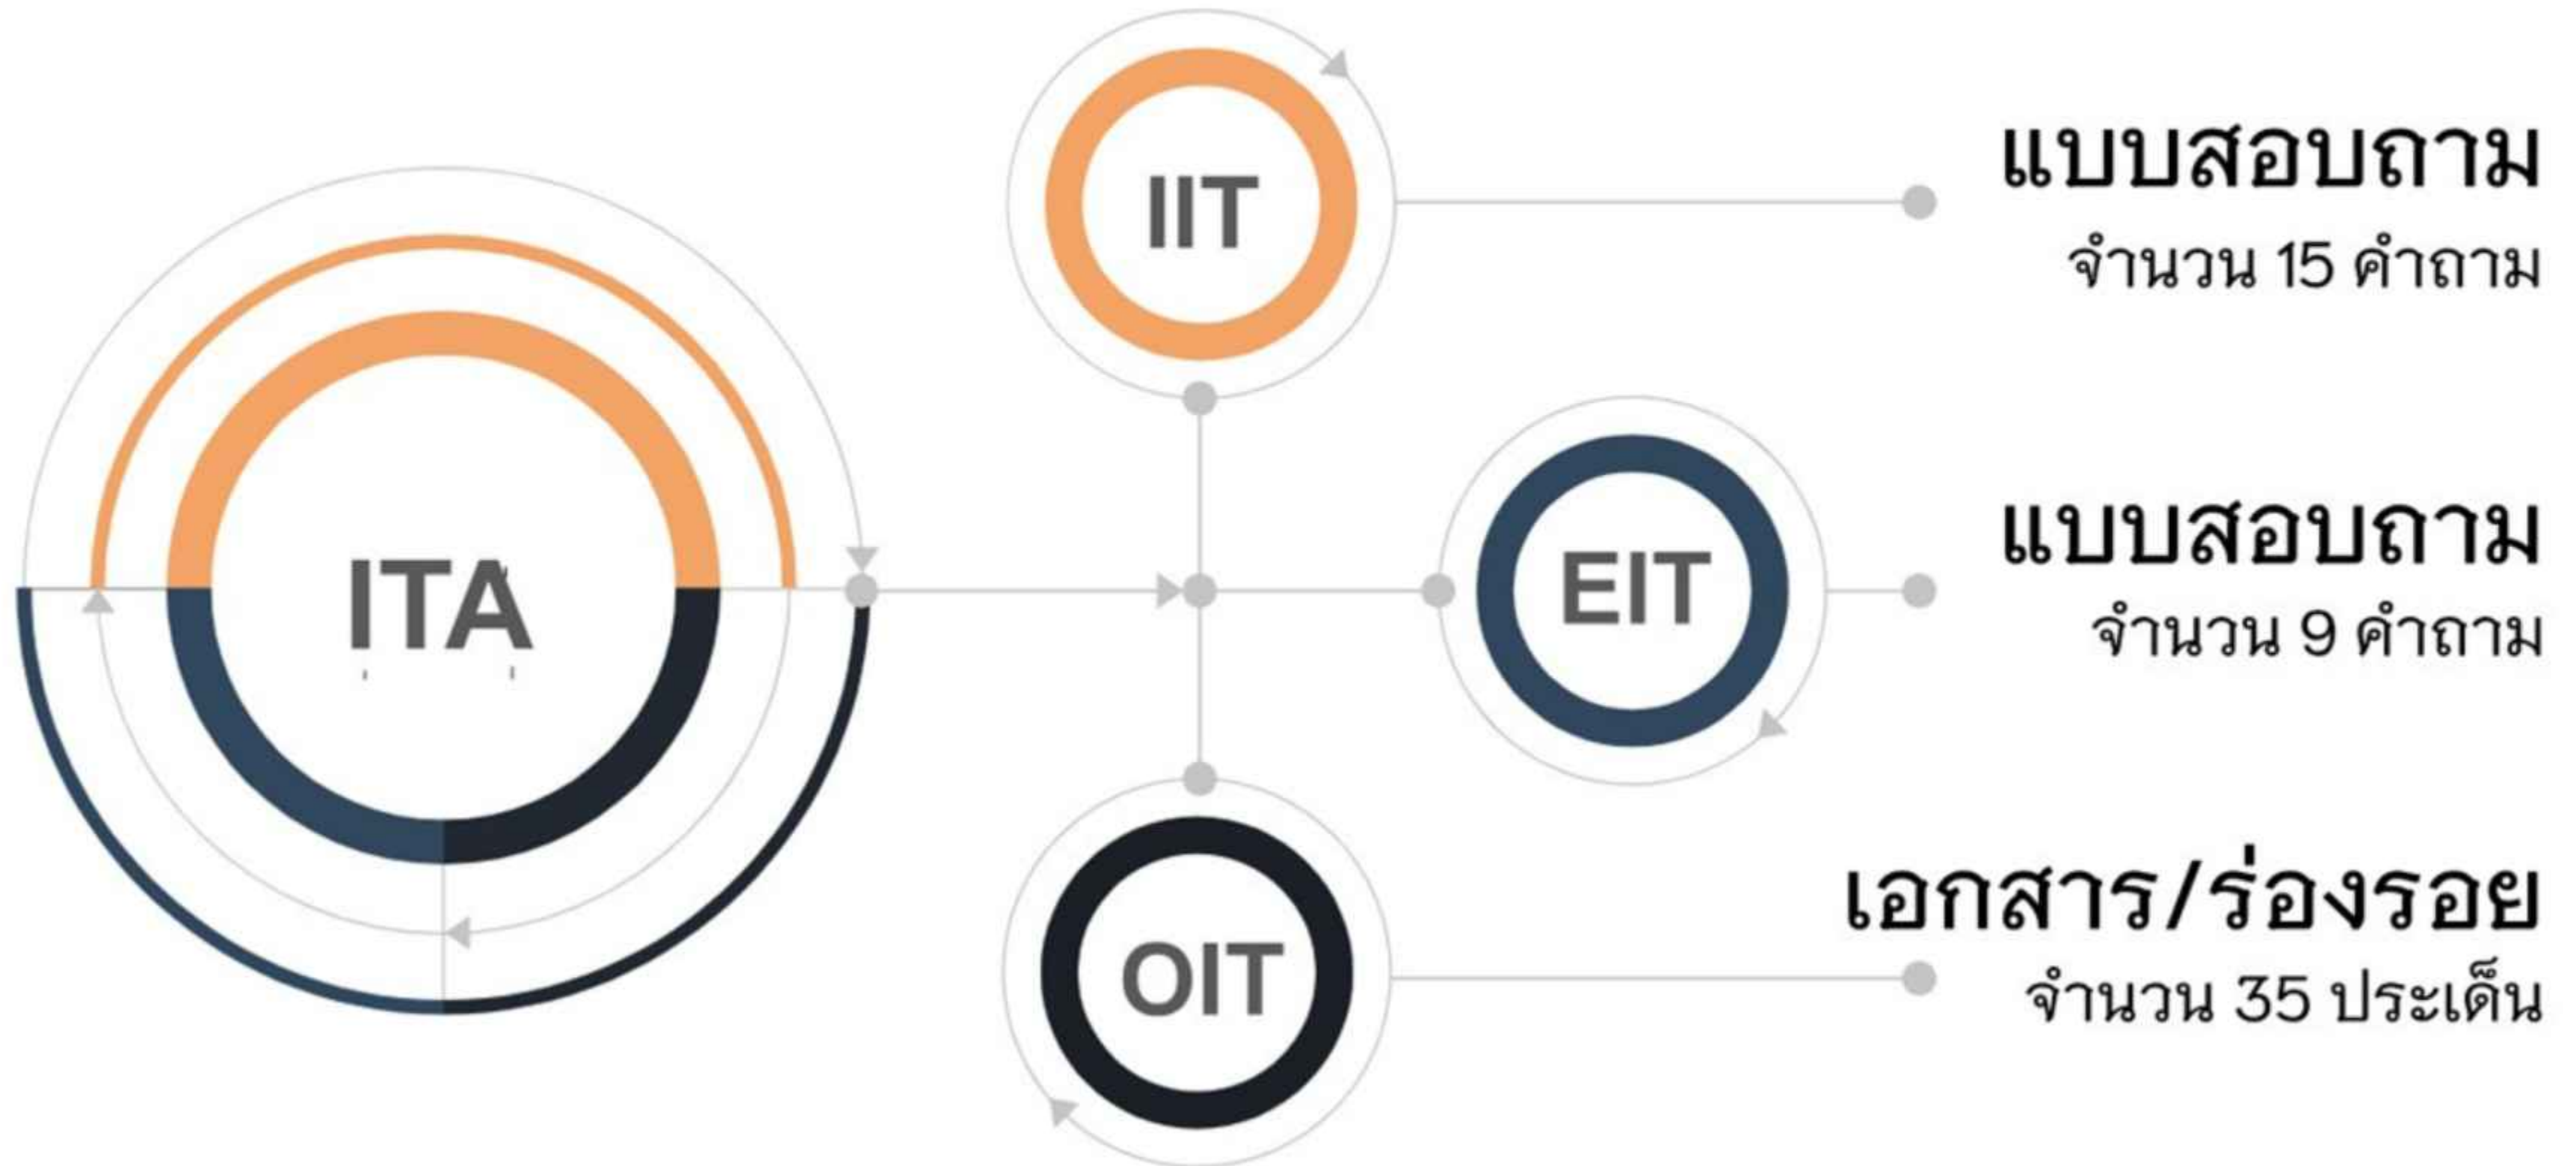 ITA
IIT
แบบสอบถาม
จำนวน 15 คำถาม
EIT
แบบสอบถาม
จำนวน 9 คำถาม
OIT
เอกสาร/ร่องรอย
จำนวน 35 ประเด็น